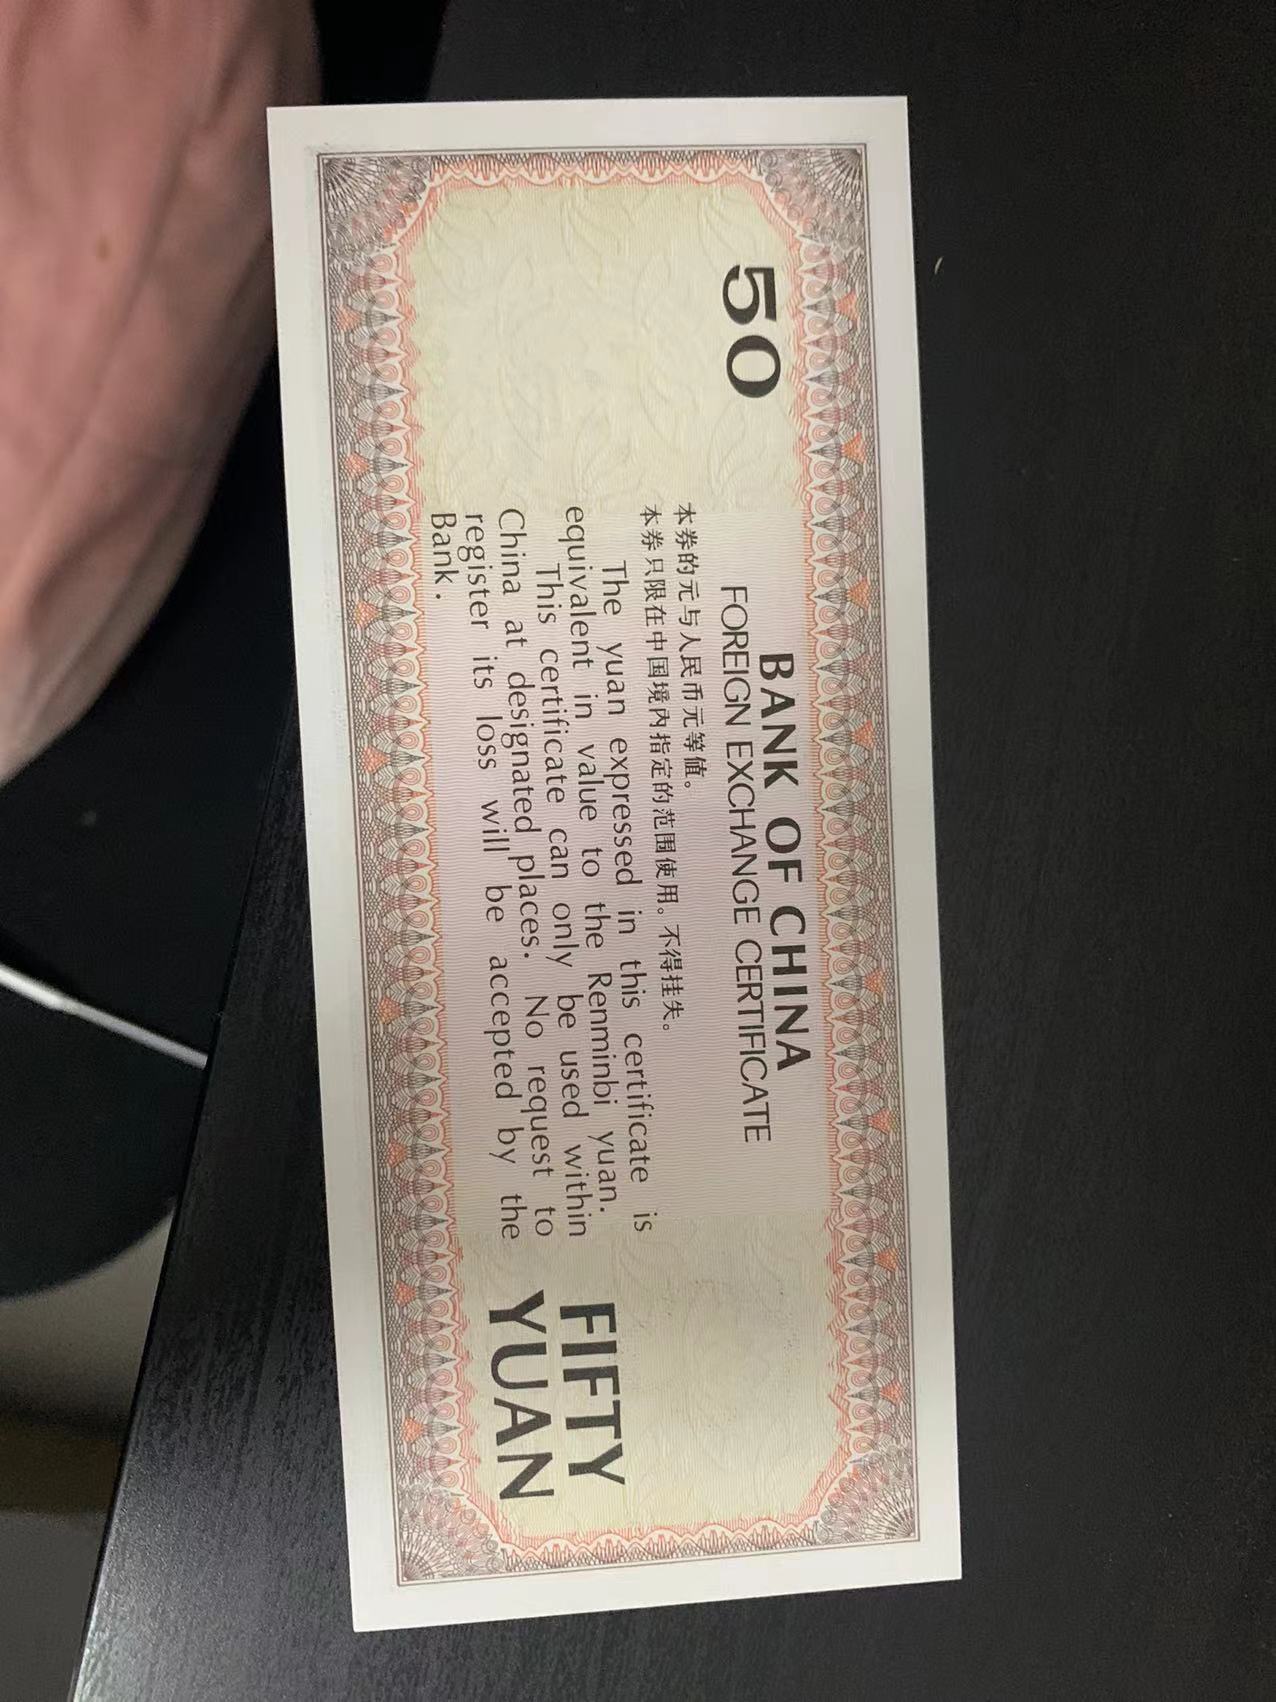 BANK OF CHINA
FOREIGN EXCHANGE CERTIFICATE
50
本券的元与人民币元等值。
本券只限在中国境内指定的范围使用。不得挂失。
The yuan expressed in this certificate is
equivalent in value to the Renminbi yuan.
This certificate can only be used within
China at designated places. No request to
register its loss will be accepted by the
Bank.
FIFTY
YUAN